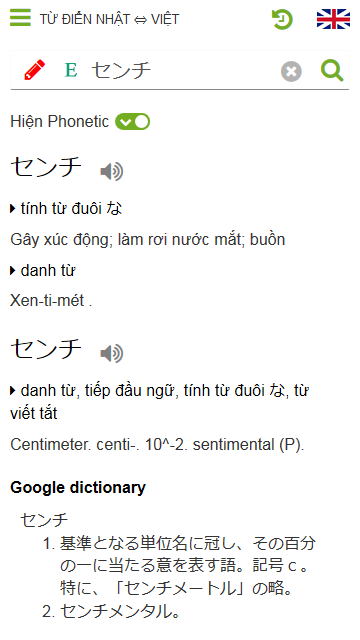 TỪ ĐIỂN NHẬT ⇔ VIỆT
E センチ
Hiện Phonetic
センチ
tính từ đuôi な
Gây xúc động; làm rơi nước mắt; buồn
danh từ
Xen-ti-mét .
センチ
danh từ, tiếp đầu ngữ, tính từ đuôi な, từ
viết tắt
Centimeter. centi-. 10^-2. sentimental (P).
Google dictionary
センチ
1. 基準となる単位名に冠し、その百分
の一に当たる意を表す語。記号 c 。
特に、「センチメートル」の略。
2. センチメンタル。